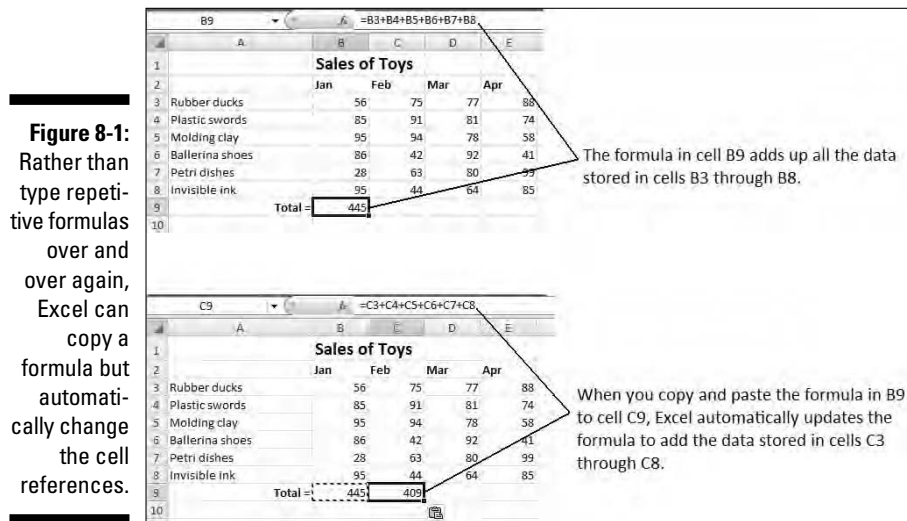 Figure 8-1:
Rather than
type repeti-
tive formulas
over and
over again,
Excel can
copy a
formula but
automati-
cally change
the cell
references.
B9 fx =B3+B4+B5+B6+B7+B8
A B C D E
1 Sales of Toys
2 Jan Feb Mar Apr
3 Rubber ducks 56 75 77 88
4 Plastic swords 85 91 81 74
5 Molding clay 95 94 78 58
6 Ballerina shoes 86 42 92 41
7 Petri dishes 28 63 80 99
8 Invisible ink 95 44 64 85
9 Total = 445
10
The formula in cell B9 adds up all the data
stored in cells B3 through B8.
C9 fx =C3+C4+C5+C6+C7+C8
A B C D E
1 Sales of Toys
2 Jan Feb Mar Apr
3 Rubber ducks 56 75 77 88
4 Plastic swords 85 91 81 74
5 Molding clay 95 94 78 58
6 Ballerina shoes 86 42 92 41
7 Petri dishes 28 63 80 99
8 Invisible ink 95 44 64 85
9 Total = 445 409
10
When you copy and paste the formula in B9
to cell C9, Excel automatically updates the
formula to add the data stored in cells C3
through C8.